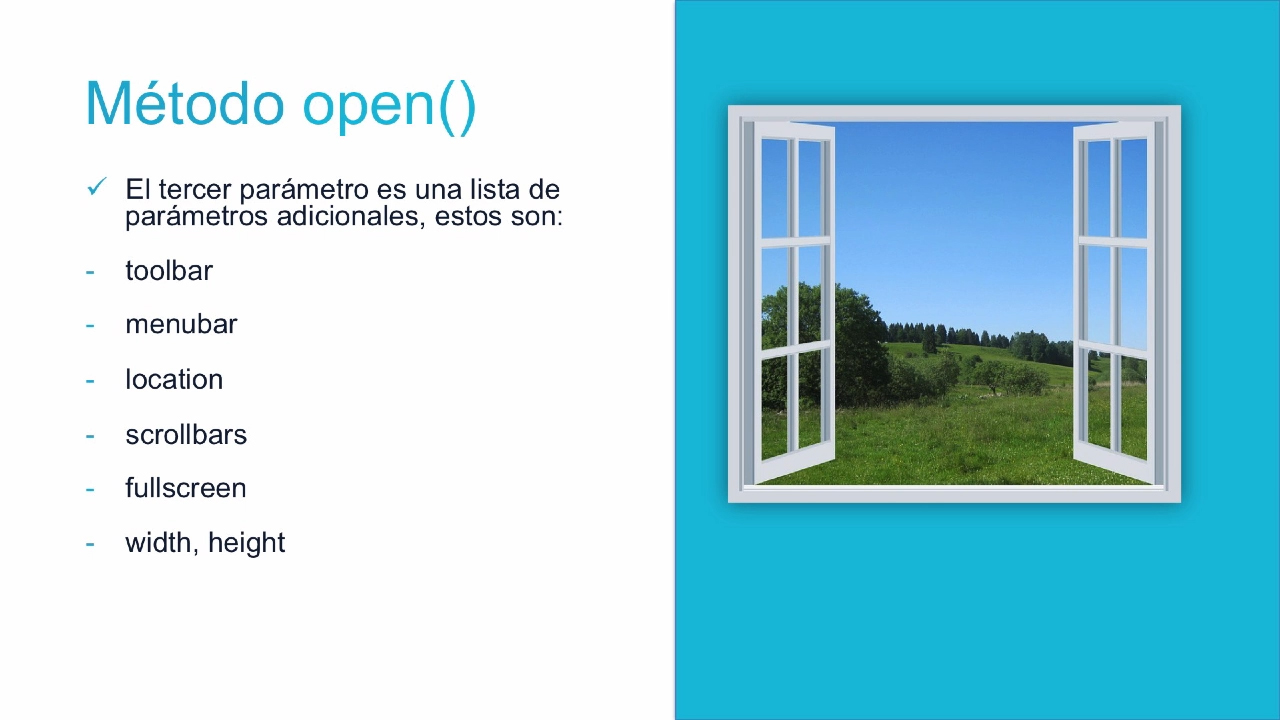 Método open()
✓ El tercer parámetro es una lista de
parámetros adicionales, estos son:
- toolbar
- menubar
- location
- scrollbars
- fullscreen
- width, height